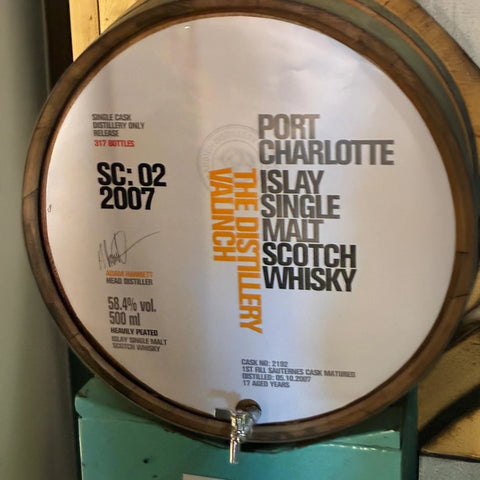 SINGLE CASK
DISTILLERY ONLY
RELEASE
317 BOTTLES
SC: 02
2007
ADAM HANNETT
HEAD DISTILLER
58.4% vol.
500 ml
HEAVILY PEATED
ISLAY SINGLE MALT
SCOTCH WHISKY
THE DISTILLERY
VALINCH
PORT
CHARLOTTE
ISLAY
SINGLE
MALT
SCOTCH
WHISKY
CASK NO: 2192
1ST FILL SAUTERNES CASK MATURED
DISTILLED: 05.10.2007
17 AGED YEARS